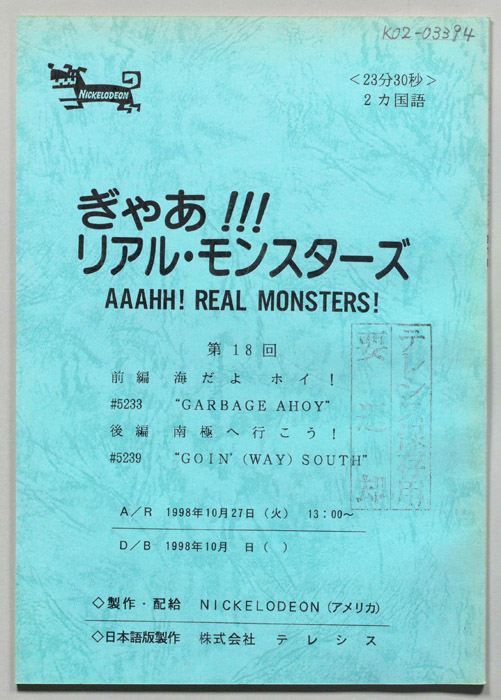 K02-03394
NICKELODEON
<23分30秒>
2カ国語
ぎゃあ!!!
リアル・モンスターズ
AAAHH! REAL MONSTERS!
第18回
前編 海だよ ホイ!
#5233 "GARBAGE AHOY"
後編 南極へ行こう!
#5239 "GOIN' (WAY) SOUTH"
テレシス保存用
要返却
A/R 1998年10月27日(火) 13:00~
D/B 1998年10月 日( )
◇製作・配給 NICKELODEON(アメリカ)
◇日本語版製作 株式会社 テレシス